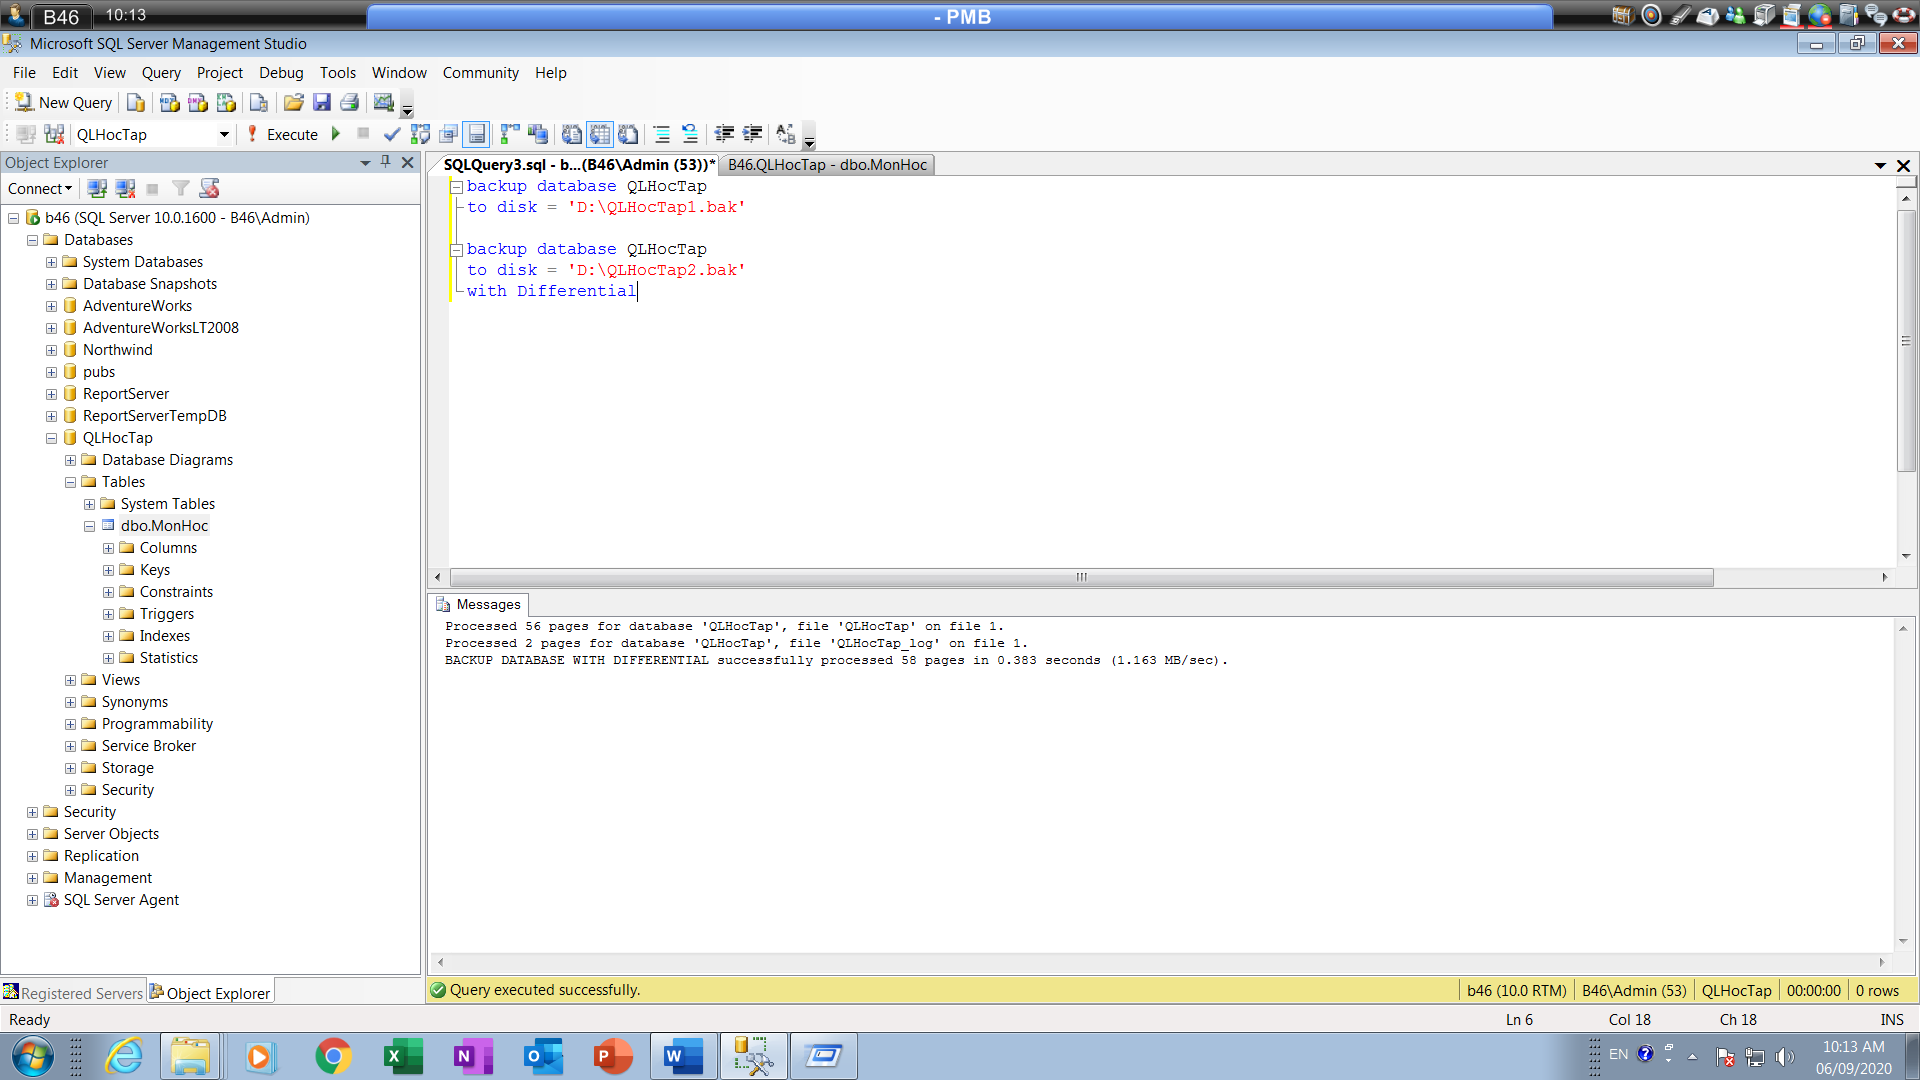 B46 10:13 - PMB
Microsoft SQL Server Management Studio
File Edit View Query Project Debug Tools Window Community Help
New Query
QLHocTap Execute
Object Explorer
SQLQuery3.sql - b...(B46\Admin (53))* B46.QLHocTap - dbo.MonHoc
Connect
b46 (SQL Server 10.0.1600 - B46\Admin)
Databases
System Databases
Database Snapshots
AdventureWorks
AdventureWorksLT2008
Northwind
pubs
ReportServer
ReportServerTempDB
QLHocTap
Database Diagrams
Tables
System Tables
dbo.MonHoc
Columns
Keys
Constraints
Triggers
Indexes
Statistics
Views
Synonyms
Programmability
Service Broker
Storage
Security
Security
Server Objects
Replication
Management
SQL Server Agent
Registered Servers Object Explorer
backup database QLHocTap
to disk = 'D:\QLHocTap1.bak'
backup database QLHocTap
to disk = 'D:\QLHocTap2.bak'
with Differential
Messages
Processed 56 pages for database 'QLHocTap', file 'QLHocTap' on file 1.
Processed 2 pages for database 'QLHocTap', file 'QLHocTap_log' on file 1.
BACKUP DATABASE WITH DIFFERENTIAL successfully processed 58 pages in 0.383 seconds (1.163 MB/sec).
Query executed successfully. b46 (10.0 RTM) B46\Admin (53) QLHocTap 00:00:00 0 rows
Ready Ln 6 Col 18 Ch 18 INS
EN 10:13 AM
06/09/2020